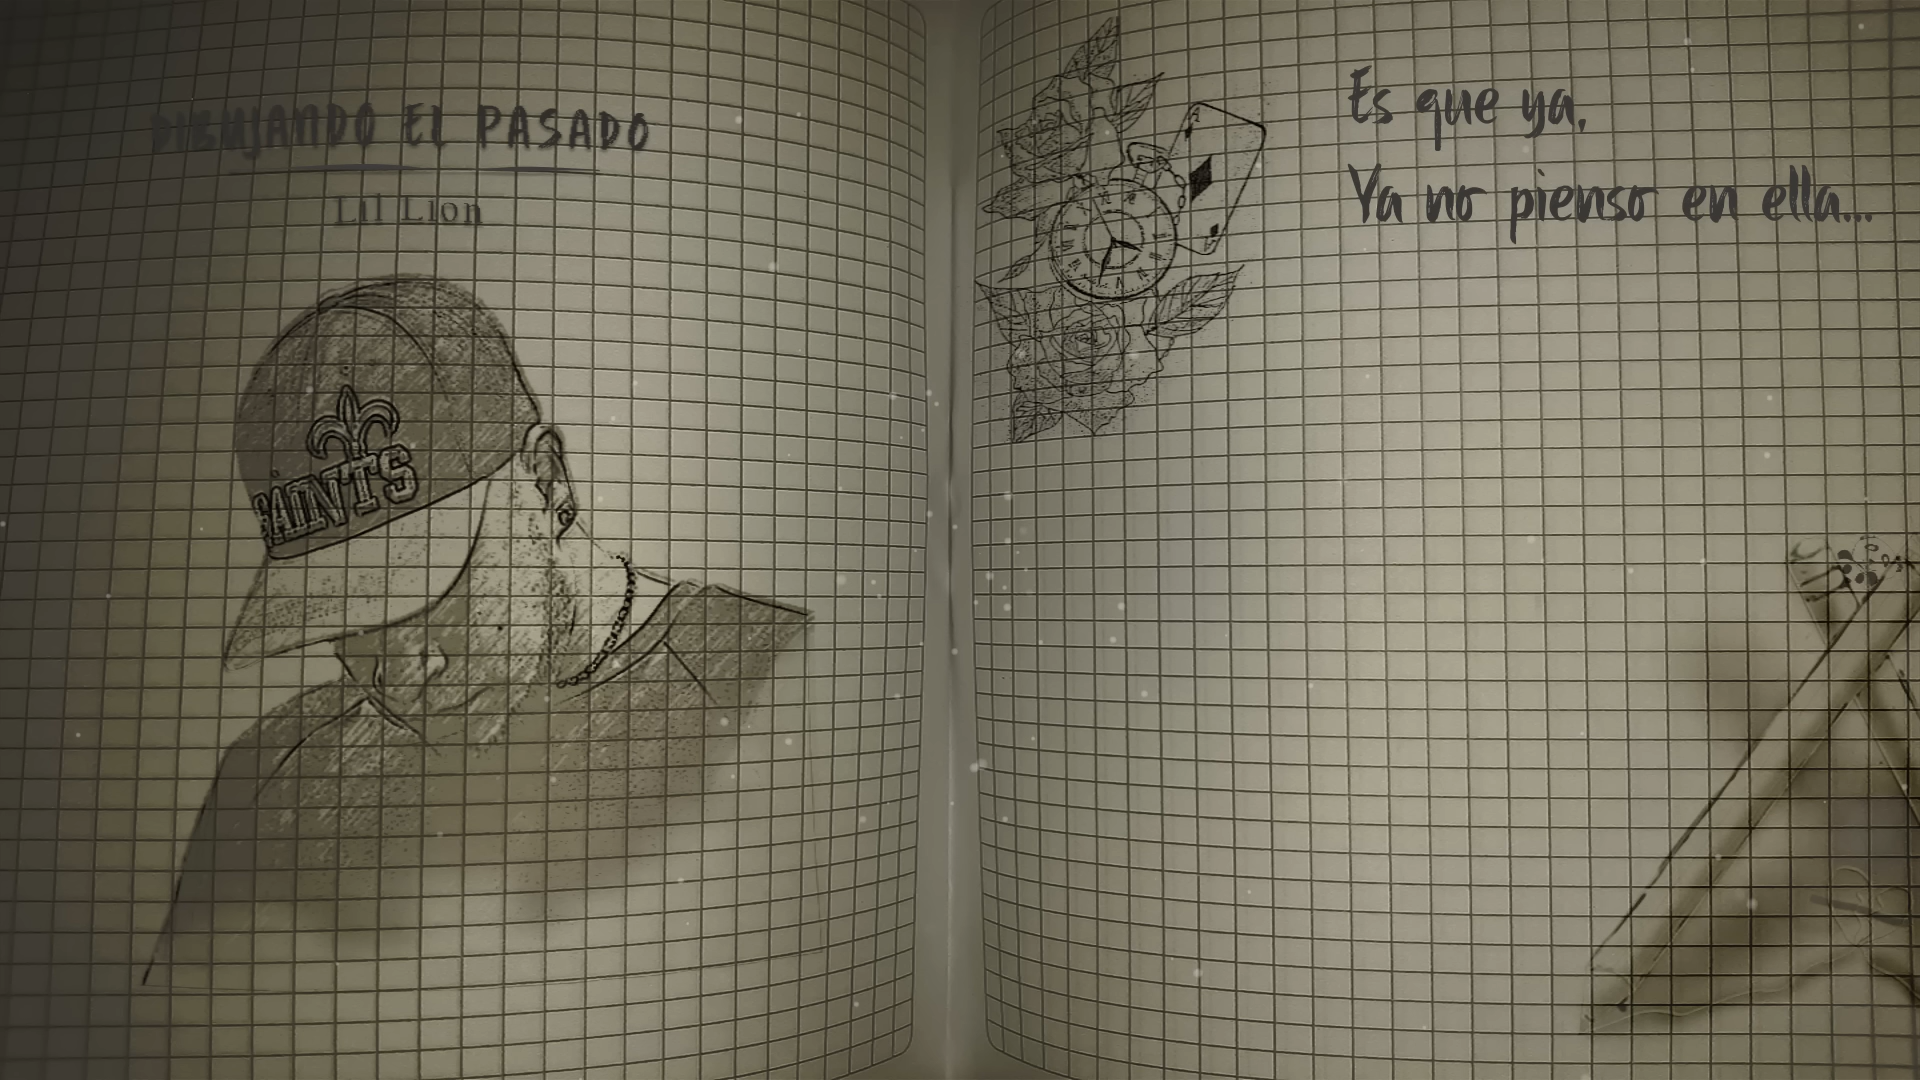 DIBUJANDO EL PASADO
Lil Lion
SAINTS
Es que ya,
Ya no pienso en ella...